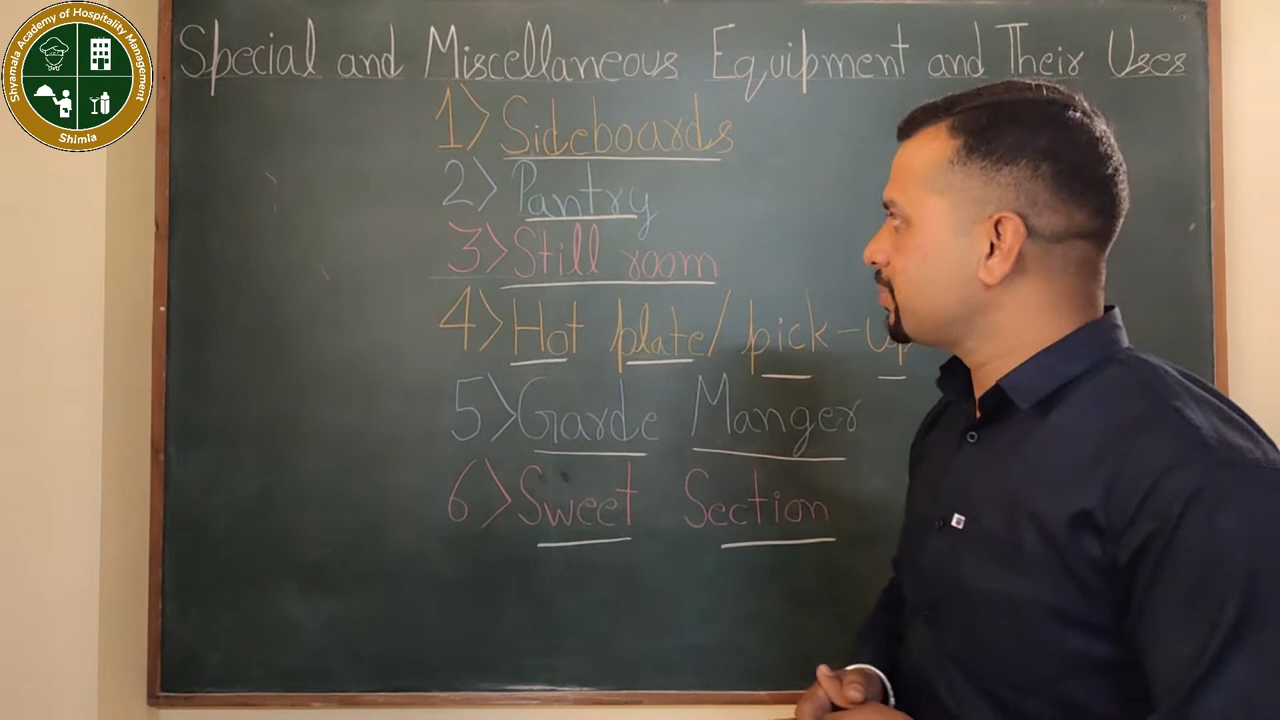 Shyamala Academy of Hospitality Management
Shimla
Special and Miscellaneous Equipment and Their Uses
1> Sideboards
2> Pantry
3> Still room
4> Hot plate/ pick-up
5> Garde Manger
6> Sweet Section